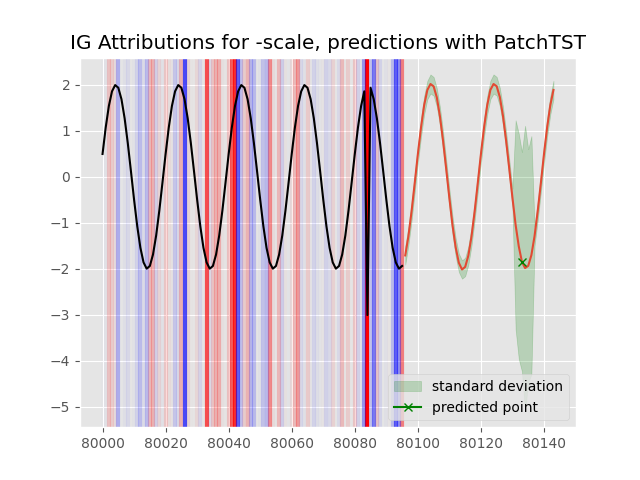 IG Attributions for -scale, predictions with PatchTST
2
1
0
−1
−2
−3
−4
−5
standard deviation
predicted point
80000 80020 80040 80060 80080 80100 80120 80140